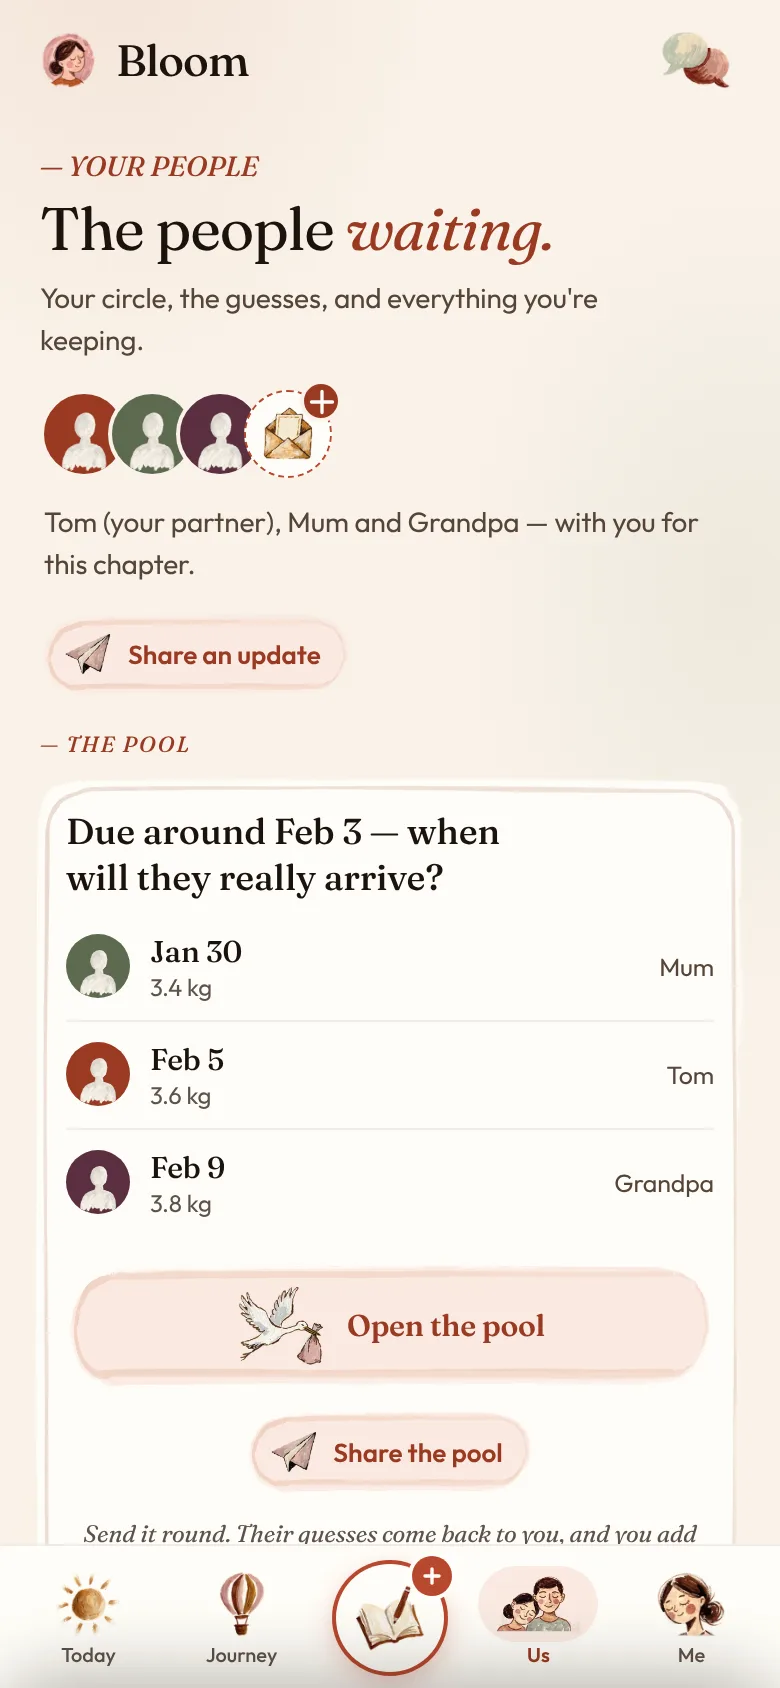 Bloom
— YOUR PEOPLE
The people waiting.
Your circle, the guesses, and everything you're
keeping.
Tom (your partner), Mum and Grandpa — with you for
this chapter.
Share an update
— THE POOL
Due around Feb 3 — when
will they really arrive?
Jan 30
3.4 kg
Mum
Feb 5
3.6 kg
Tom
Feb 9
3.8 kg
Grandpa
Open the pool
Share the pool
Send it round. Their guesses come back to you, and you add
Today
Journey
Us
Me